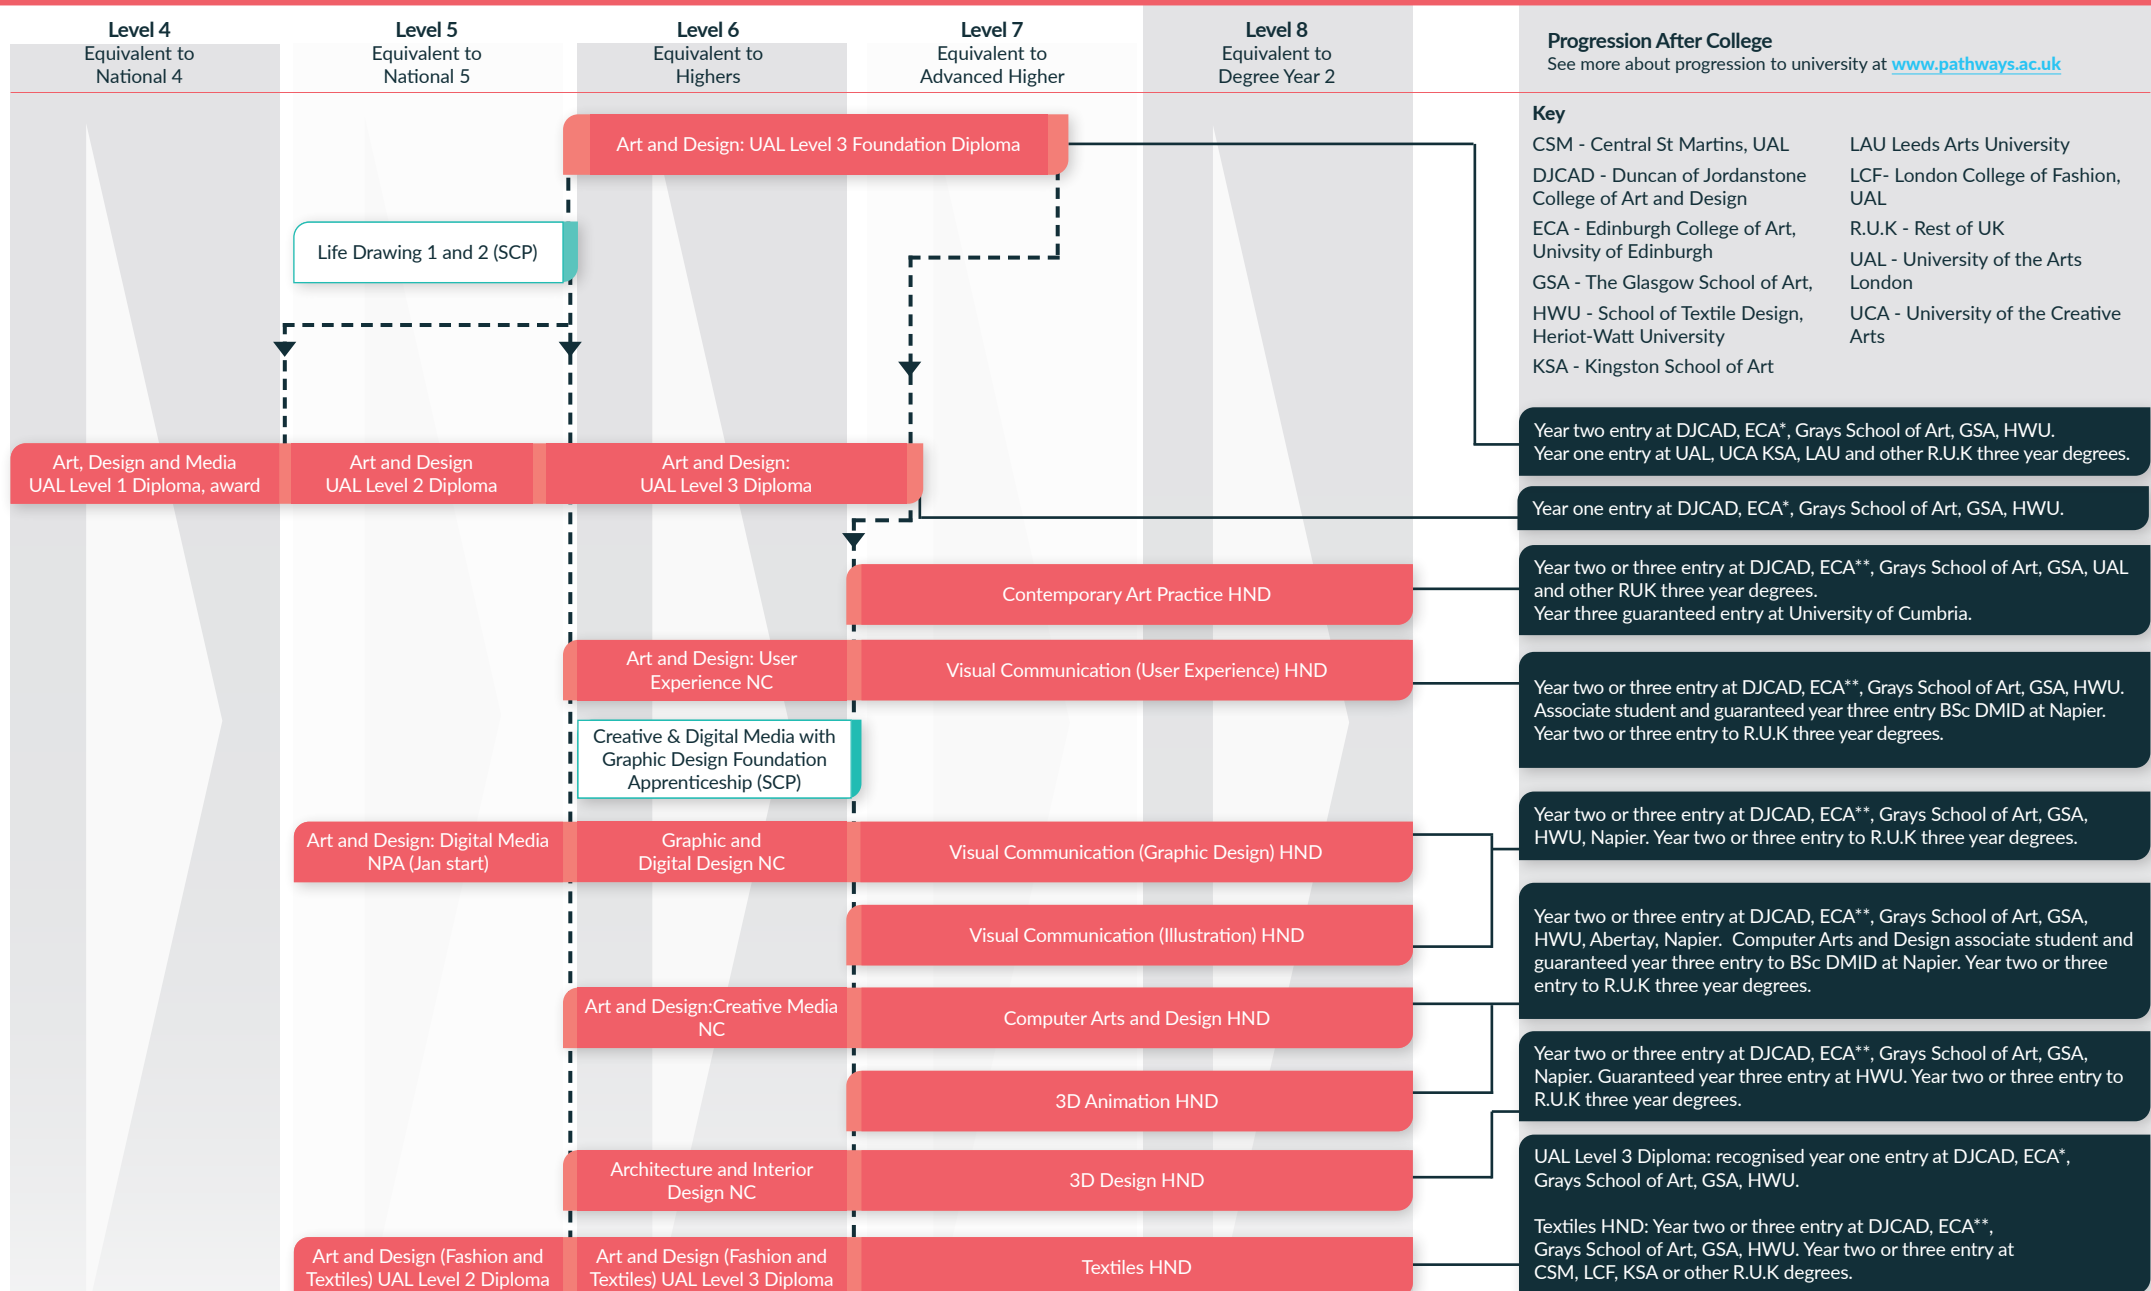 Level 4
Equivalent to
National 4
Level 5
Equivalent to
National 5
Level 6
Equivalent to
Highers
Level 7
Equivalent to
Advanced Higher
Level 8
Equivalent to
Degree Year 2
Progression After College
See more about progression to university at www.pathways.ac.uk
Key
CSM - Central St Martins, UAL
DJCAD - Duncan of Jordanstone
College of Art and Design
ECA - Edinburgh College of Art,
Univsity of Edinburgh
GSA - The Glasgow School of Art,
HWU - School of Textile Design,
Heriot-Watt University
KSA - Kingston School of Art
LAU Leeds Arts University
LCF- London College of Fashion,
UAL
R.U.K - Rest of UK
UAL - University of the Arts
London
UCA - University of the Creative
Arts
Art and Design: UAL Level 3 Foundation Diploma
Life Drawing 1 and 2 (SCP)
Year two entry at DJCAD, ECA*, Grays School of Art, GSA, HWU.
Year one entry at UAL, UCA KSA, LAU and other R.U.K three year degrees.
Art, Design and Media
UAL Level 1 Diploma, award
Art and Design
UAL Level 2 Diploma
Art and Design:
UAL Level 3 Diploma
Year one entry at DJCAD, ECA*, Grays School of Art, GSA, HWU.
Contemporary Art Practice HND
Year two or three entry at DJCAD, ECA**, Grays School of Art, GSA, UAL
and other RUK three year degrees.
Year three guaranteed entry at University of Cumbria.
Art and Design: User
Experience NC
Visual Communication (User Experience) HND
Year two or three entry at DJCAD, ECA**, Grays School of Art, GSA, HWU.
Associate student and guaranteed year three entry BSc DMID at Napier.
Year two or three entry to R.U.K three year degrees.
Creative & Digital Media with
Graphic Design Foundation
Apprenticeship (SCP)
Art and Design: Digital Media
NPA (Jan start)
Graphic and
Digital Design NC
Visual Communication (Graphic Design) HND
Year two or three entry at DJCAD, ECA**, Grays School of Art, GSA,
HWU, Napier. Year two or three entry to R.U.K three year degrees.
Visual Communication (Illustration) HND
Year two or three entry at DJCAD, ECA**, Grays School of Art, GSA,
HWU, Abertay, Napier. Computer Arts and Design associate student and
guaranteed year three entry to BSc DMID at Napier. Year two or three
entry to R.U.K three year degrees.
Art and Design:Creative Media
NC
Computer Arts and Design HND
3D Animation HND
Year two or three entry at DJCAD, ECA**, Grays School of Art, GSA,
Napier. Guaranteed year three entry at HWU. Year two or three entry to
R.U.K three year degrees.
Architecture and Interior
Design NC
3D Design HND
UAL Level 3 Diploma: recognised year one entry at DJCAD, ECA*,
Grays School of Art, GSA, HWU.
Art and Design (Fashion and
Textiles) UAL Level 2 Diploma
Art and Design (Fashion and
Textiles) UAL Level 3 Diploma
Textiles HND
Textiles HND: Year two or three entry at DJCAD, ECA**,
Grays School of Art, GSA, HWU. Year two or three entry at
CSM, LCF, KSA or other R.U.K degrees.